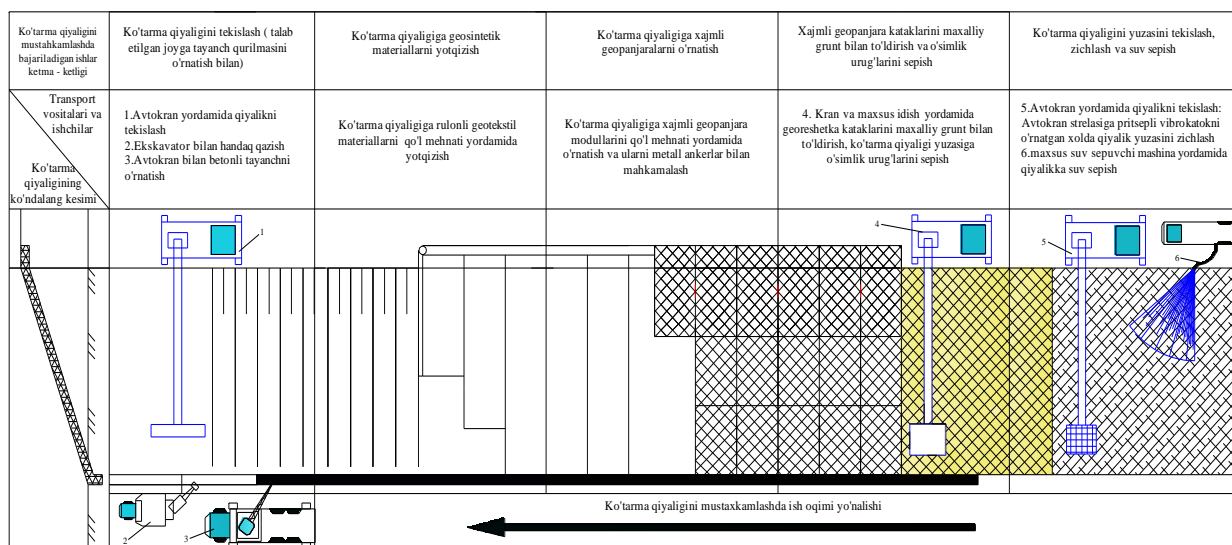 Ko'tarma qiyaligini
mustahkamlashda
bajariladigan ishlar
ketma - ketligi
Ko'tarma qiyaligini tekislash ( talab
etilgan joyga tayanch qurilmasini
o'rnatish bilan)
Ko'tarma qiyaligiga geosintetik
materiallarni yotqizish
Ko'tarma qiyaligiga xajmli
geopanjaralarni o'rnatish
Xajmli geopanjara kataklarini maxalliy
grunt bilan to'ldirish va o'simlik
urug'larini sepish
Ko'tarma qiyaligini yuzasini tekislash,
zichlash va suv sepish
Transport
vositalari va
ishchilar
Ko'tarma
qiyaligining
ko'ndalang kesimi
1.Avtokran yordamida qiyalikni
tekislash
2.Ekskavator bilan handaq qazish
3.Avtokran bilan betonli tayanchni
o'rnatish
Ko'tarma qiyaligiga rulonli geotekstil
materiallarni qo'l mehnati yordamida
yotqizish
Ko'tarma qiyaligiga xajmli geopanjara
modullarini qo'l mehnati yordamida
o'rnatish va ularni metall ankerlar bilan
mahkamalash
4. Kran va maxsus idish yordamida
georeshetka kataklarini maxalliy grunt bilan
to'ldirish, ko'tarma qiyaligi yuzasiga
o'simlik urug'larini sepish
5.Avtokran yordamida qiyalikni tekislash:
Avtokran strelasiga pritsepli vibrokatokni
o'rnatgan xolda qiyalik yuzasini zichlash
6.maxsus suv sepuvchi mashina yordamida
qiyalikka suv sepish
1
4
5
6
2
3
Ko'tarma qiyaligini mustaxkamlashda ish oqimi yo'nalishi